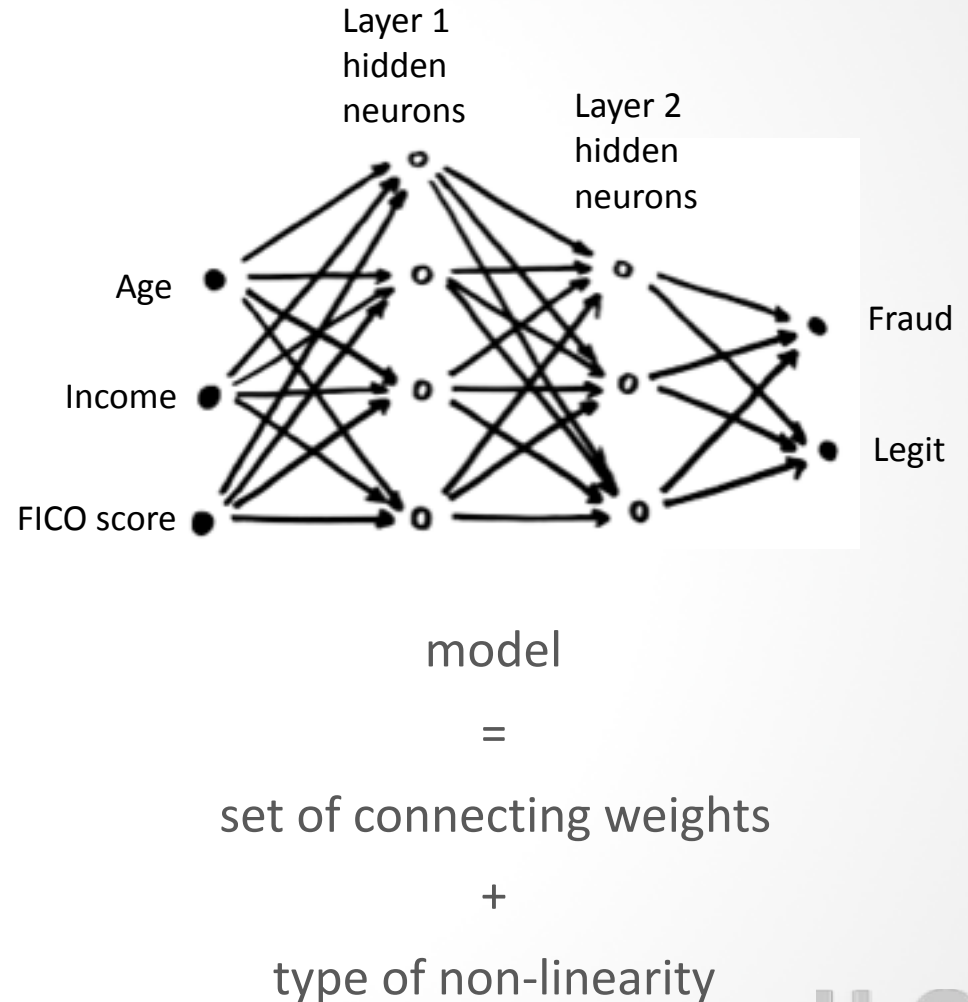 Layer 1
hidden
neurons
Layer 2
hidden
neurons
Age
Income
FICO score
Fraud
Legit
model
=
set of connecting weights
+
type of non-linearity